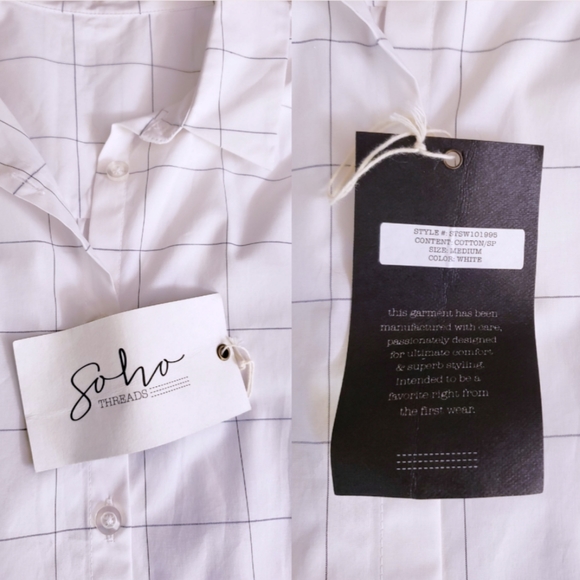 Soho
THREADS
STYLE #: STSW101995
CONTENT: COTTON/SP
SIZE: MEDIUM
COLOR: WHITE
this garment has been
manufactured with care,
passionately designed
for ultimate comfort
& superb styling.
intended to be a
favorite right from
the first wear.